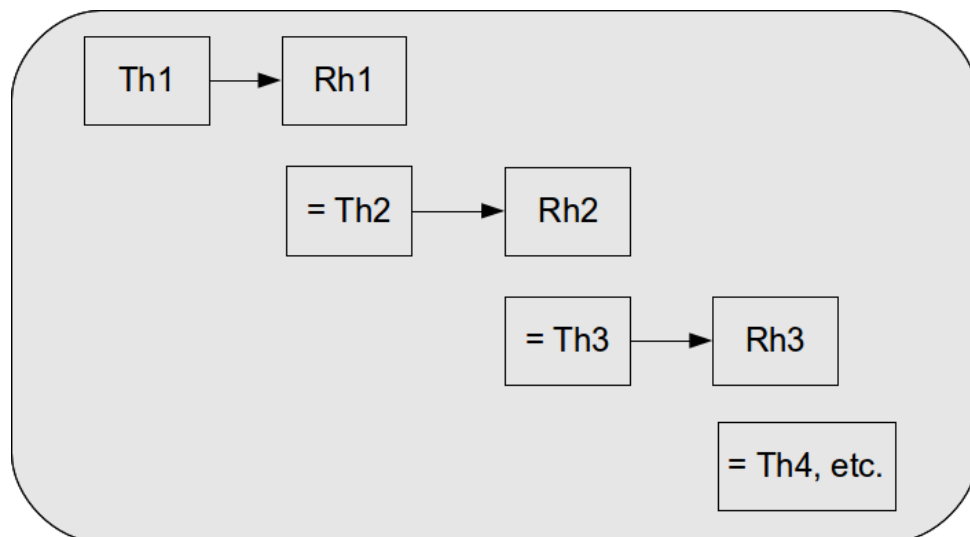 Th1 Rh1
= Th2 Rh2
= Th3 Rh3
= Th4, etc.